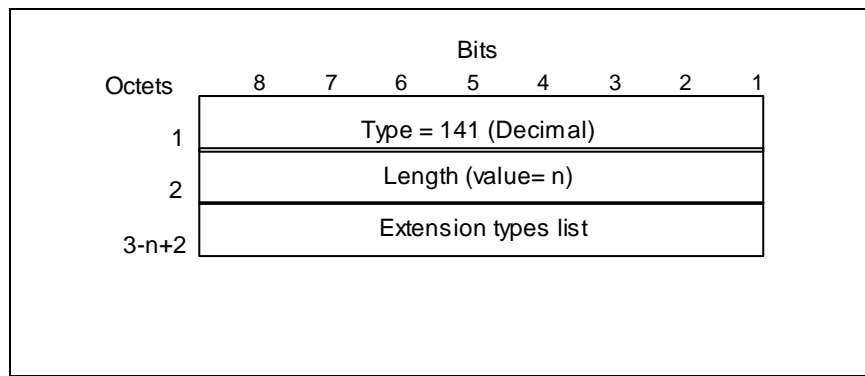 Bits
Octets 8 7 6 5 4 3 2 1
1 Type = 141 (Decimal)
2 Length (value= n)
3-n+2 Extension types list